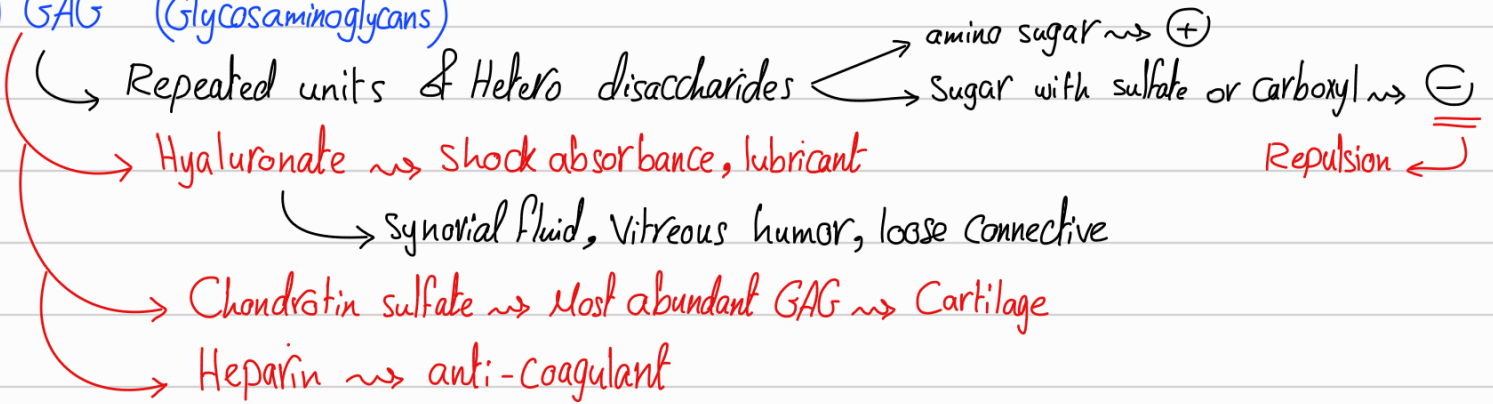 GAG (Glycosaminoglycans)
amino sugar ⇝ ⊕
Repeated units & Hetero disaccharides
Sugar with sulfate or Carboxyl ⇝ ⊖
Hyaluronate ⇝ Shock absorbance, lubricant
Repulsion
Synovial fluid, Vitreous humor, loose Connective
Chondrotin sulfate ⇝ Most abundant GAG ⇝ Cartilage
Heparin ⇝ anti-Coagulant